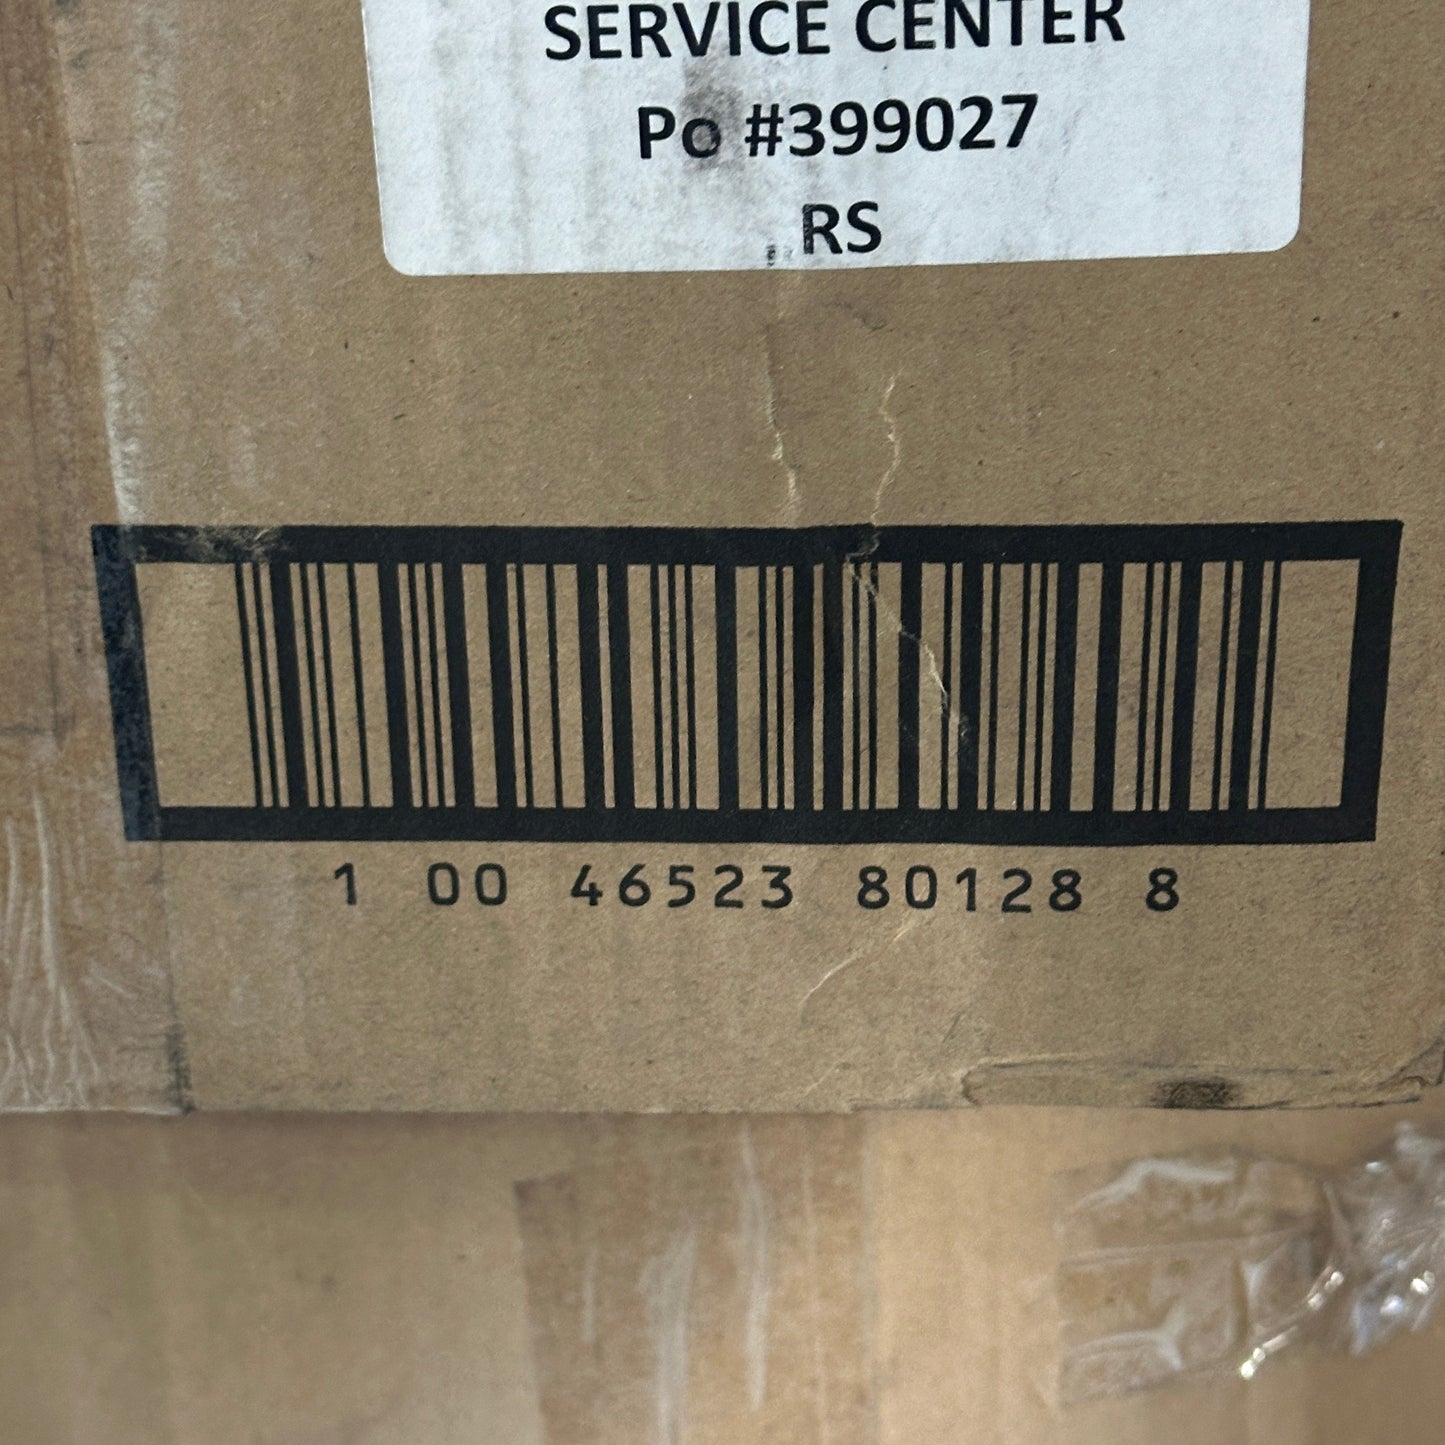 SERVICE CENTER
Po #399027
RS
1 00 46523 80128 8